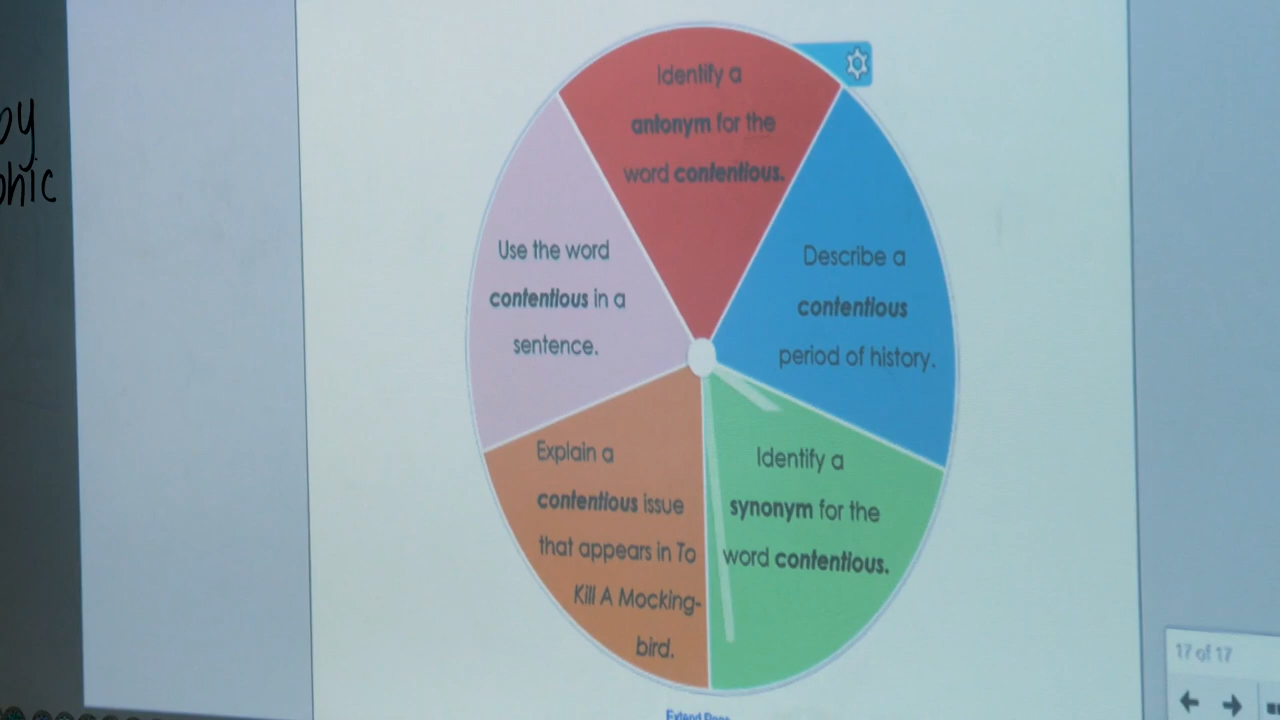 Identify a
antonym for the
word contentious.
Use the word
contentious in a
sentence.
Describe a
contentious
period of history.
Explain a
contentious issue
that appears in To
Kill A Mocking-
bird.
Identify a
synonym for the
word contentious.
17 of 17